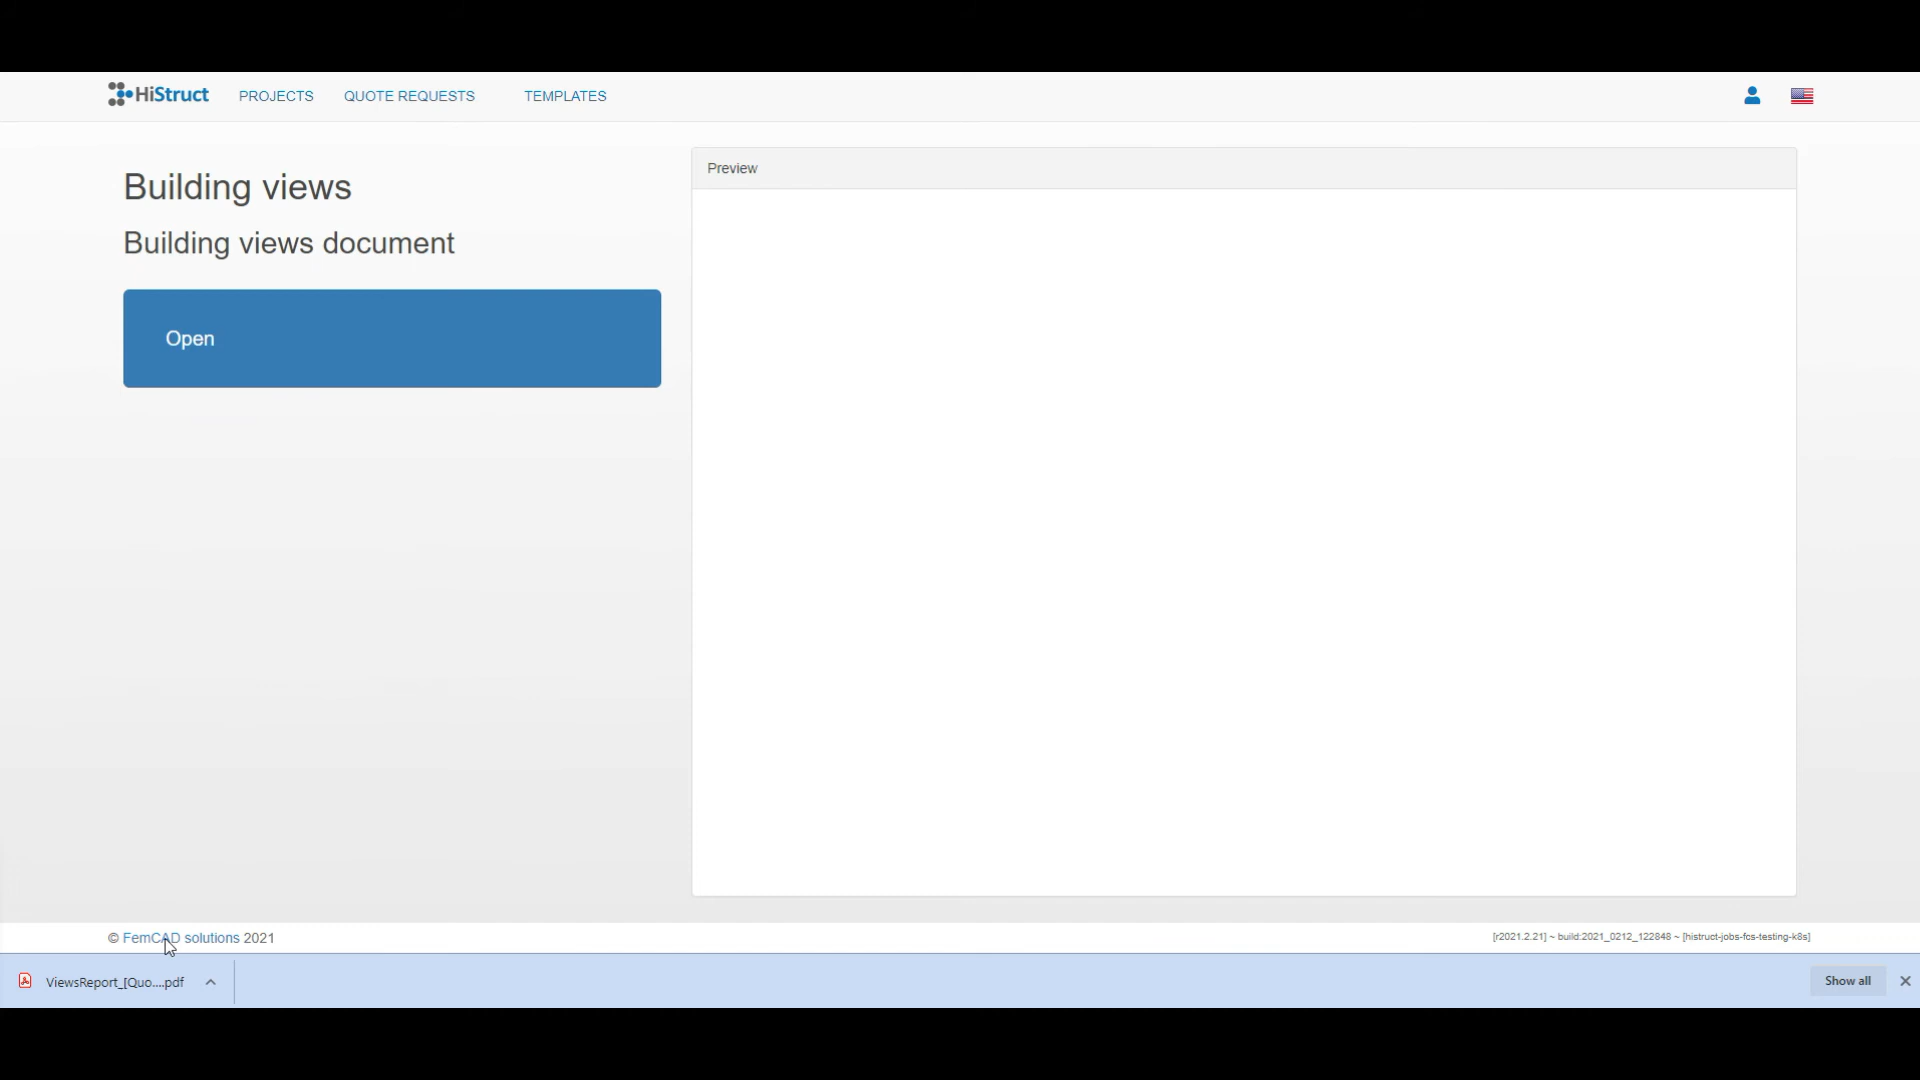 HiStruct PROJECTS QUOTE REQUESTS TEMPLATES
Building views
Building views document
Open
Preview
© FemCAD solutions 2021
[r2021.2.21] ~ build:2021_0212_122848 ~ [histruct-jobs-fcs-testing-k8s]
ViewsReport_[Quo....pdf
Show all